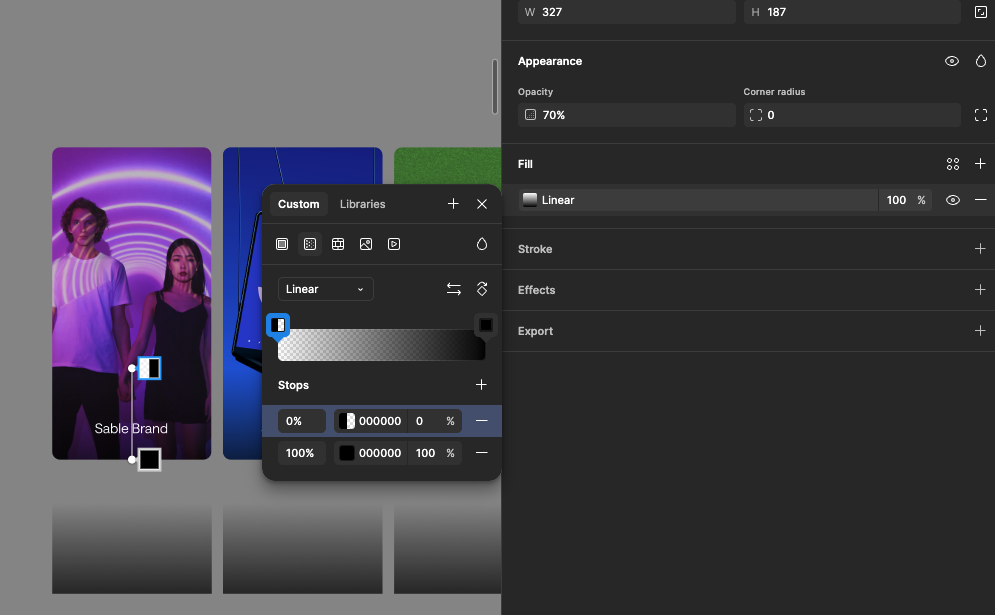 W 327
H 187
Appearance
Opacity
Corner radius
70%
0
Fill
Linear
100 %
Stroke
Effects
Export
Custom
Libraries
Linear
Stops
0%
000000
0 %
100%
000000
100 %
Sable Brand